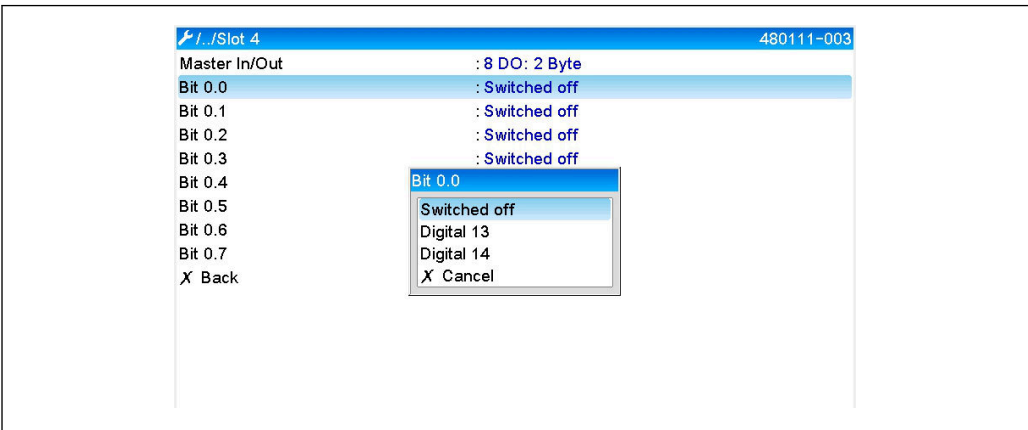 /../Slot 4 480111-003
Master In/Out : 8 DO: 2 Byte
Bit 0.0 : Switched off
Bit 0.1 : Switched off
Bit 0.2 : Switched off
Bit 0.3 : Switched off
Bit 0.4
Bit 0.5
Bit 0.6
Bit 0.7
X Back
Bit 0.0
Switched off
Digital 13
Digital 14
X Cancel